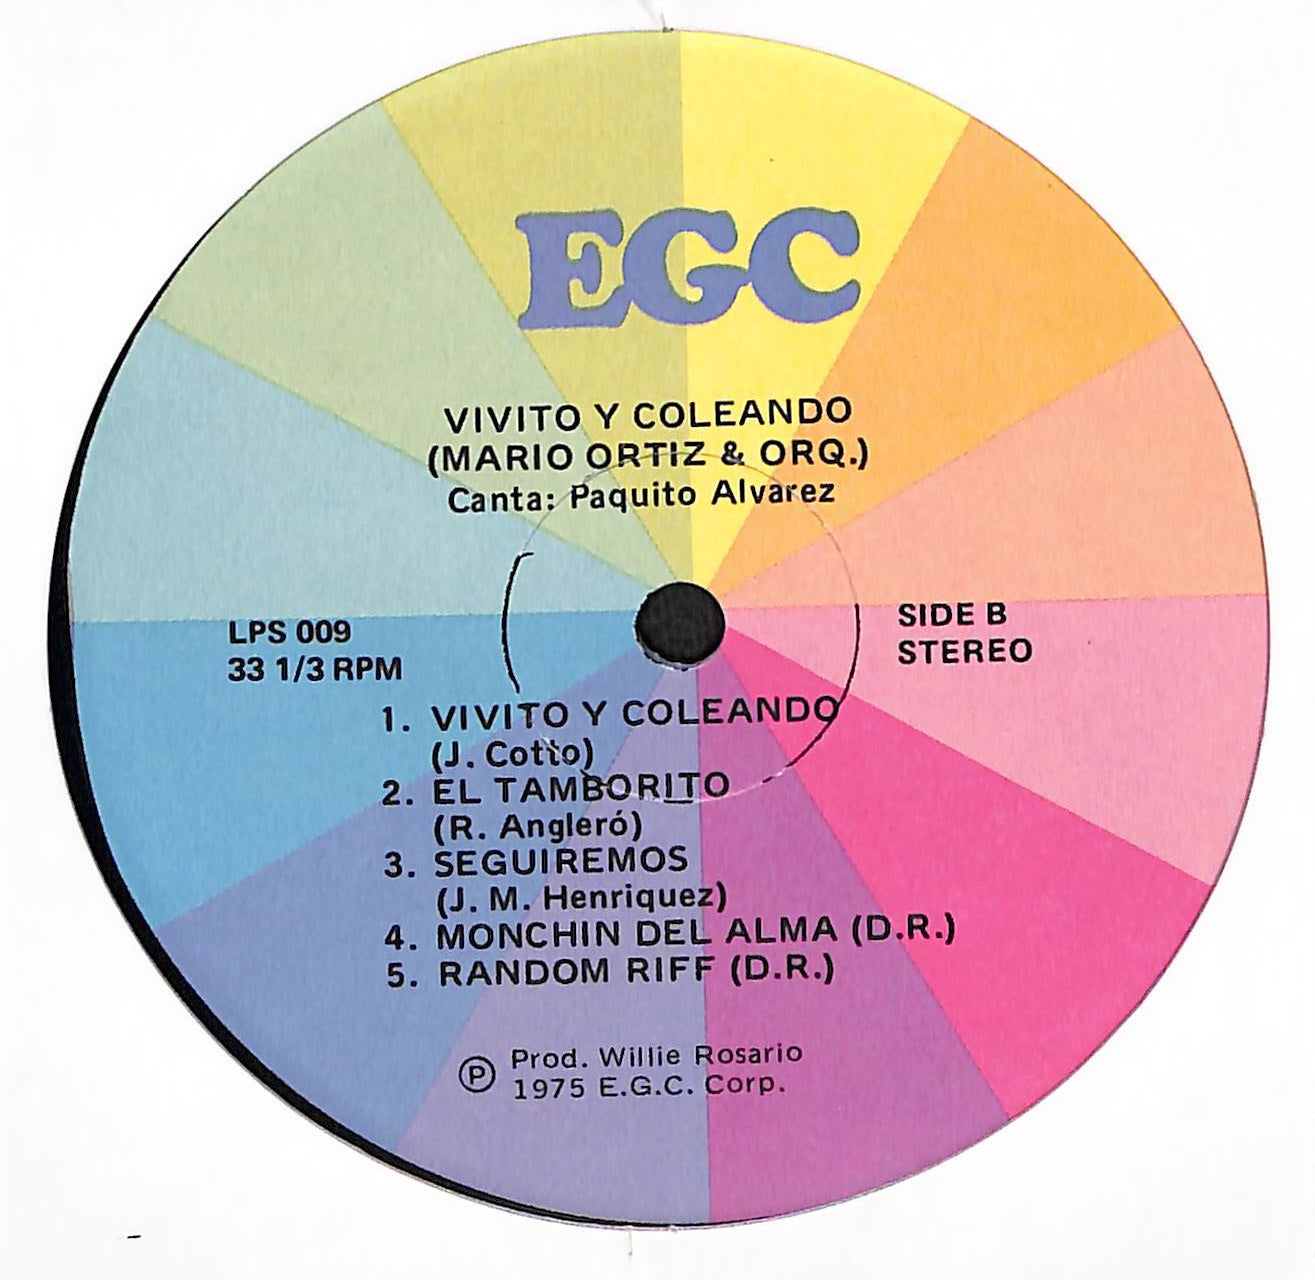 EGC
VIVITO Y COLEANDO
(MARIO ORTIZ & ORQ.)
Canta: Paquito Alvarez
LPS 009
33 1/3 RPM
SIDE B
STEREO
1. VIVITO Y COLEANDO
(J. Cotto)
2. EL TAMBORITO
(R. Angleró)
3. SEGUIREMOS
(J. M. Henriquez)
4. MONCHIN DEL ALMA (D.R.)
5. RANDOM RIFF (D.R.)
Ⓟ Prod. Willie Rosario
1975 E.G.C. Corp.